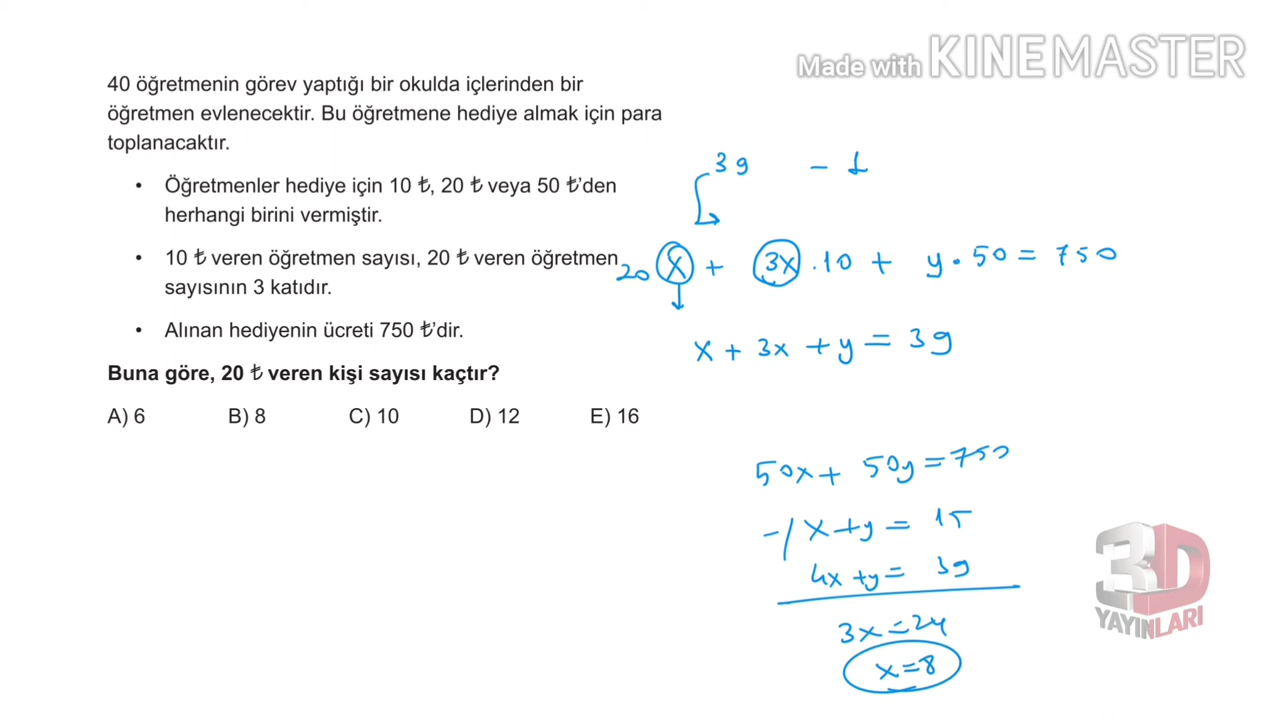 Made with KINEMASTER
40 öğretmenin görev yaptığı bir okulda içlerinden bir
öğretmen evlenecektir. Bu öğretmene hediye almak için para
toplanacaktır.
• Öğretmenler hediye için 10 ₺, 20 ₺ veya 50 ₺’den
herhangi birini vermiştir.
• 10 ₺ veren öğretmen sayısı, 20 ₺ veren öğretmen
sayısının 3 katıdır.
• Alınan hediyenin ücreti 750 ₺’dir.
Buna göre, 20 ₺ veren kişi sayısı kaçtır?
A) 6 B) 8 C) 10 D) 12 E) 16
39 - 1
20 x + 3x . 10 + y . 50 = 750
x + 3x + y = 39
50x + 50y = 750
-/ x + y = 15
4x + y = 39
3x = 24
x = 8
3D
YAYINLARI